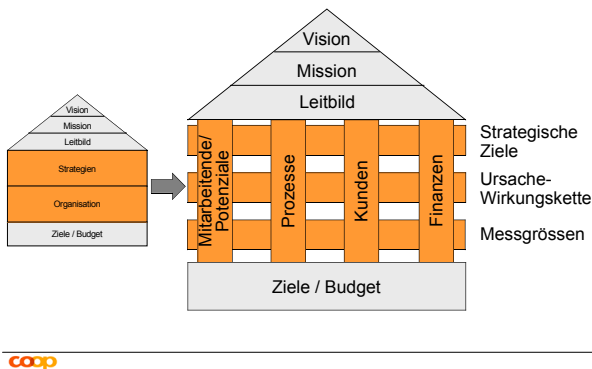 Vision
Mission
Leitbild
Strategien
Organisation
Ziele / Budget
Vision
Mission
Leitbild
Mitarbeitende/
Potenziale
Prozesse
Kunden
Finanzen
Strategische
Ziele
Ursache-
Wirkungskette
Messgrössen
Ziele / Budget
coop